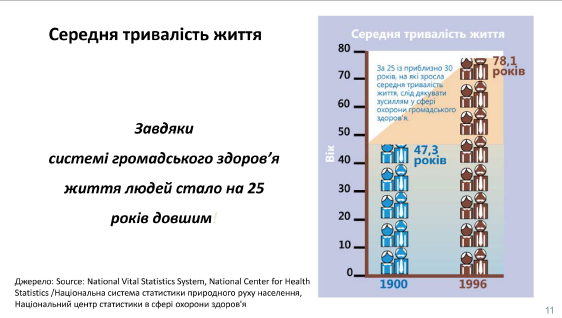 Середня тривалість життя
Завдяки
системі громадського здоров'я
життя людей стало на 25
років довшим!
Джерело: Source: National Vital Statistics System, National Center for Health
Statistics /Національна система статистики природного руху населення,
Національний центр статистики в сфері охорони здоров'я
Середня тривалість життя
80
70
60
50
40
30
20
10
0
Вік
За 25 із приблизно 30
років, на які зросла
середня тривалість
життя, слід дякувати
зусиллям у сфері
охорони громадського
здоров'я
47,3
років
78,1
років
1900
1996
11